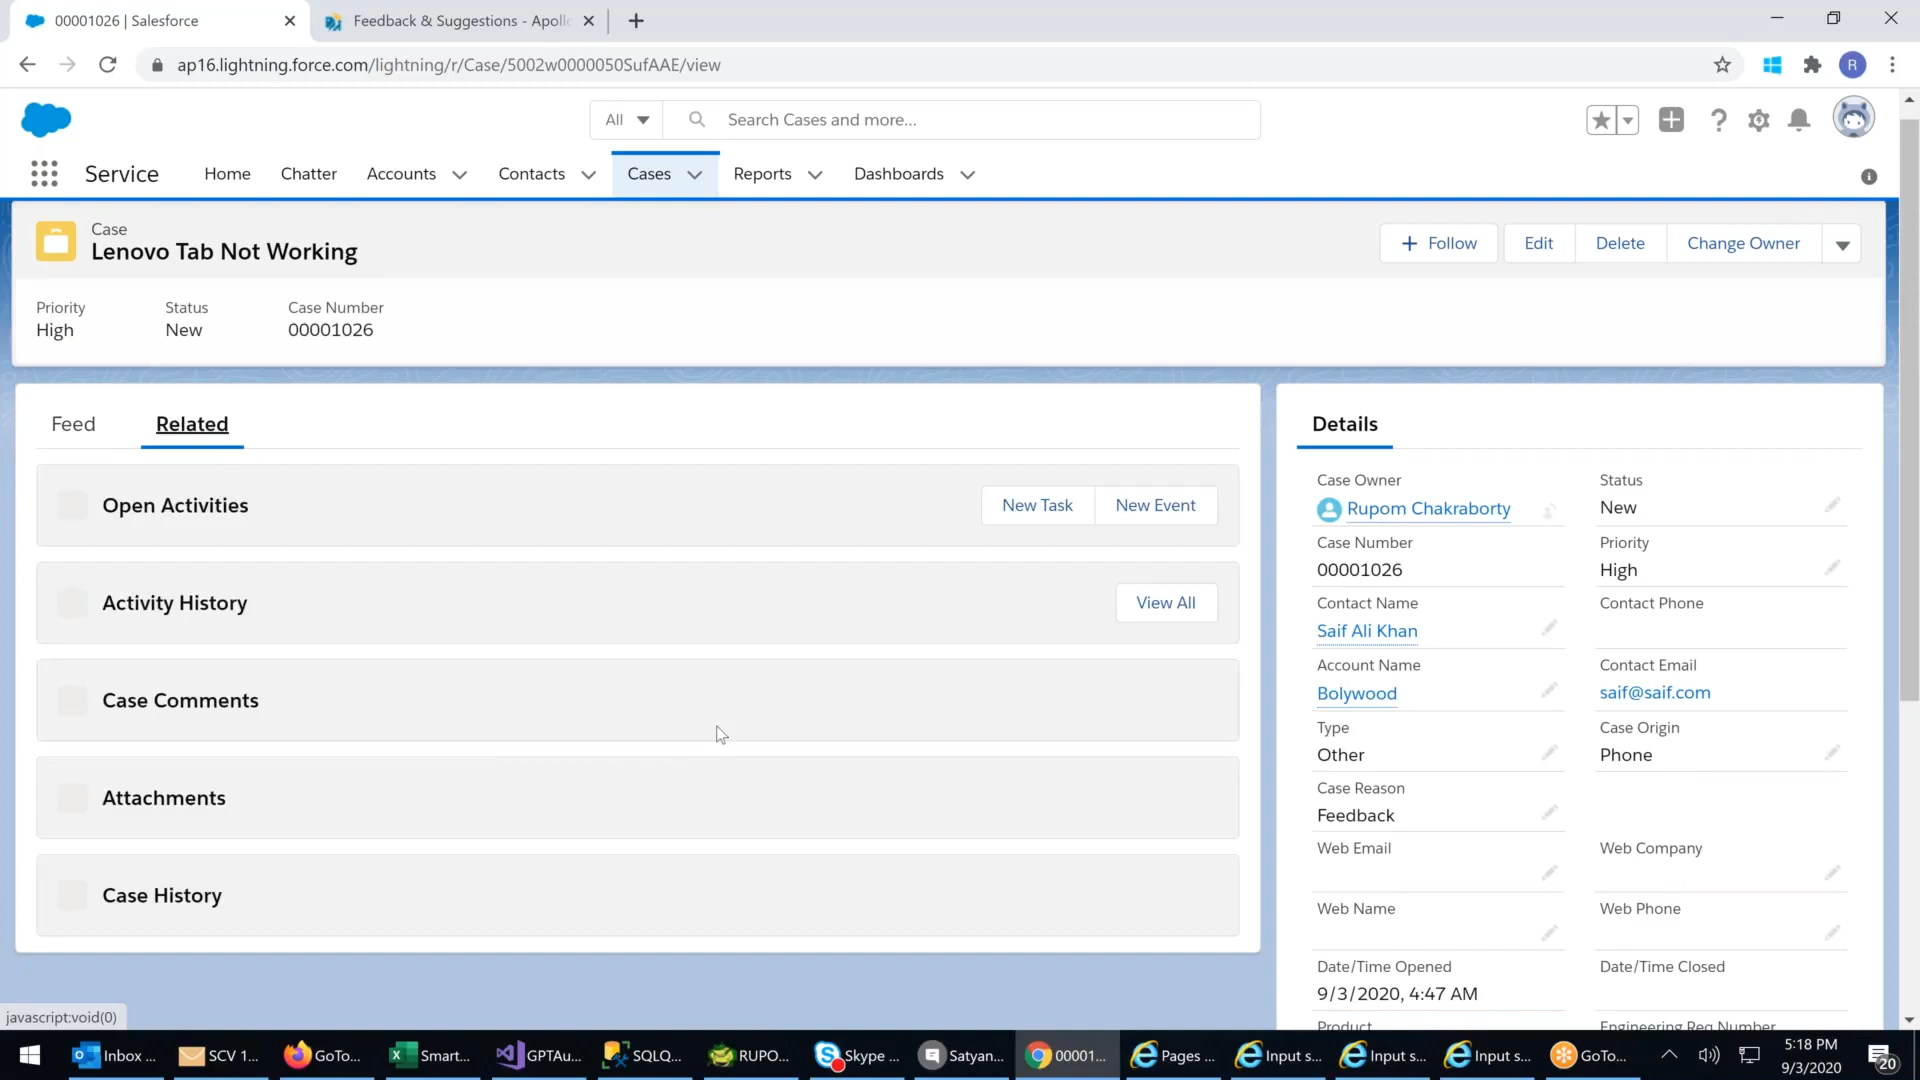 00001026 | Salesforce
Feedback & Suggestions - Apoll
ap16.lightning.force.com/lightning/r/Case/5002w0000050SufAAE/view
R
All
Search Cases and more...
Service
Home
Chatter
Accounts
Contacts
Cases
Reports
Dashboards
Case
Lenovo Tab Not Working
Follow
Edit
Delete
Change Owner
Priority
Status
Case Number
High
New
00001026
Feed
Related
Open Activities
New Task
New Event
Activity History
View All
Case Comments
Attachments
Case History
Details
Case Owner
Rupom Chakraborty
Status
New
Case Number
00001026
Priority
High
Contact Name
Saif Ali Khan
Contact Phone
Account Name
Bolywood
Contact Email
saif@saif.com
Type
Other
Case Origin
Phone
Case Reason
Feedback
Web Email
Web Company
Web Name
Web Phone
Date/Time Opened
9/3/2020, 4:47 AM
Date/Time Closed
Product
Engineering Req Number
javascript:void(0)
Inbox ...
SCV 1...
GoTo...
Smart...
GPTAu...
SQLQ...
RUPO...
Skype ...
Satyan...
00001...
Pages ...
Input s...
Input s...
Input s...
GoTo...
5:18 PM
9/3/2020
20